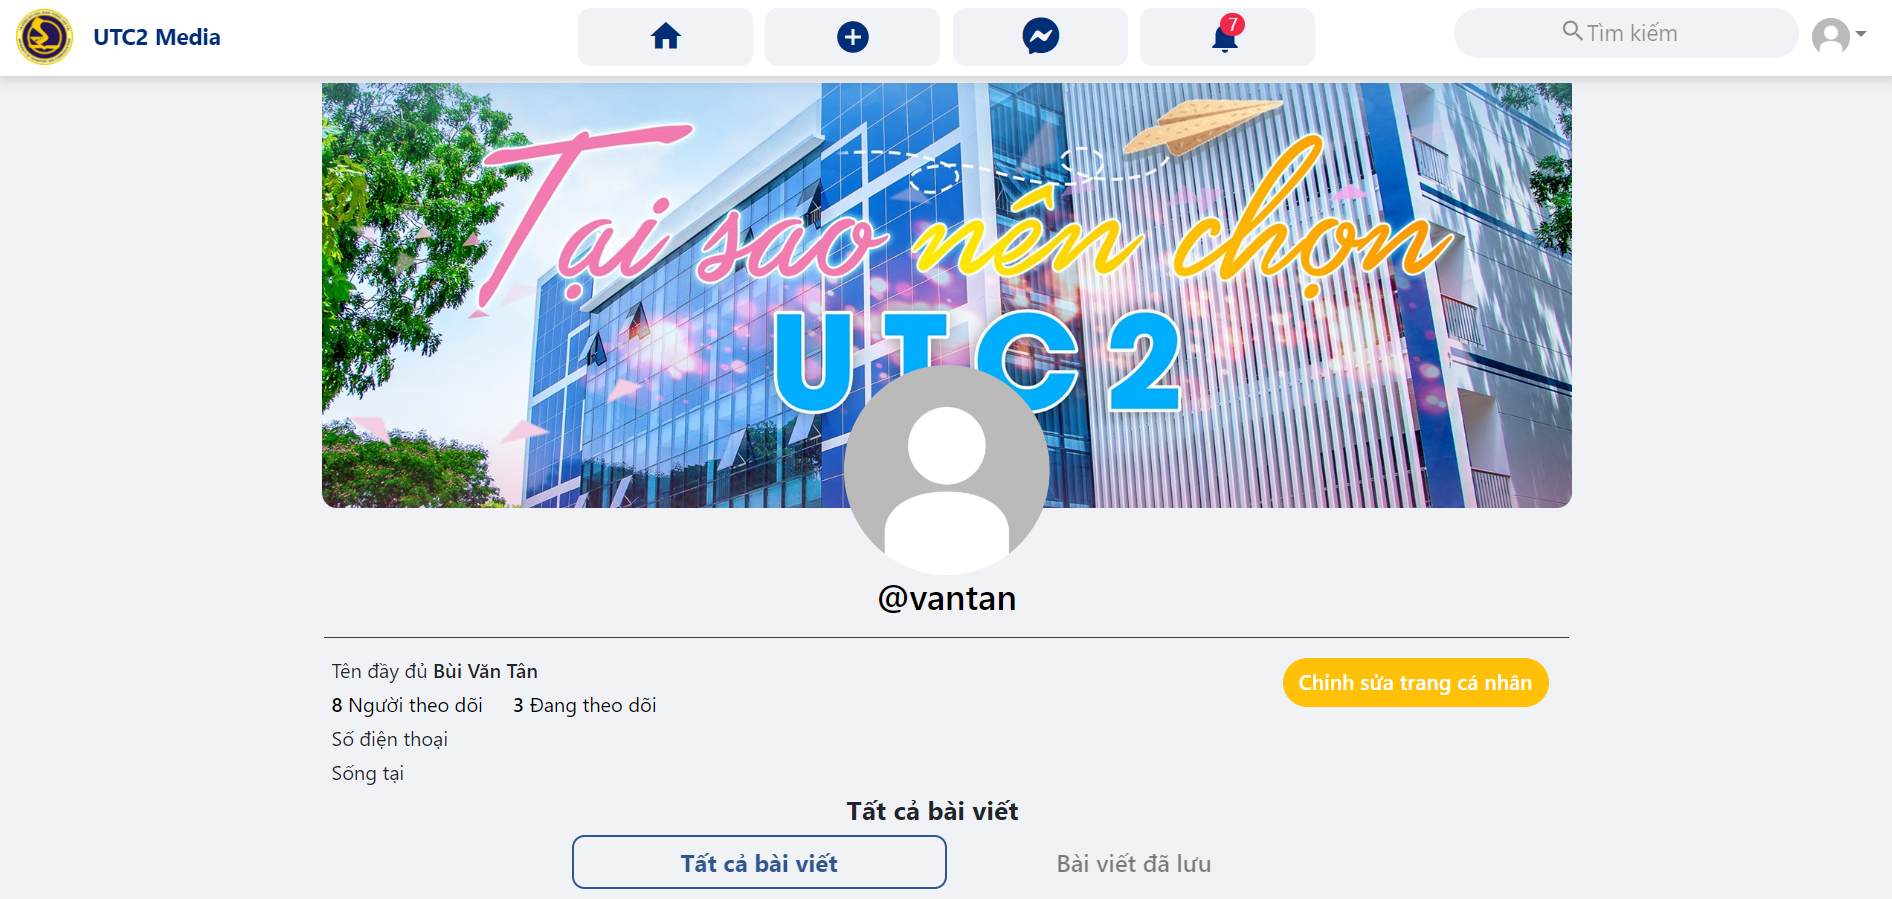 UTC2 Media
7
Tìm kiếm
Tại sao nên chọn
UTC2
@vantan
Tên đầy đủ Bùi Văn Tân
Chỉnh sửa trang cá nhân
8 Người theo dõi 3 Đang theo dõi
Số điện thoại
Sống tại
Tất cả bài viết
Tất cả bài viết Bài viết đã lưu